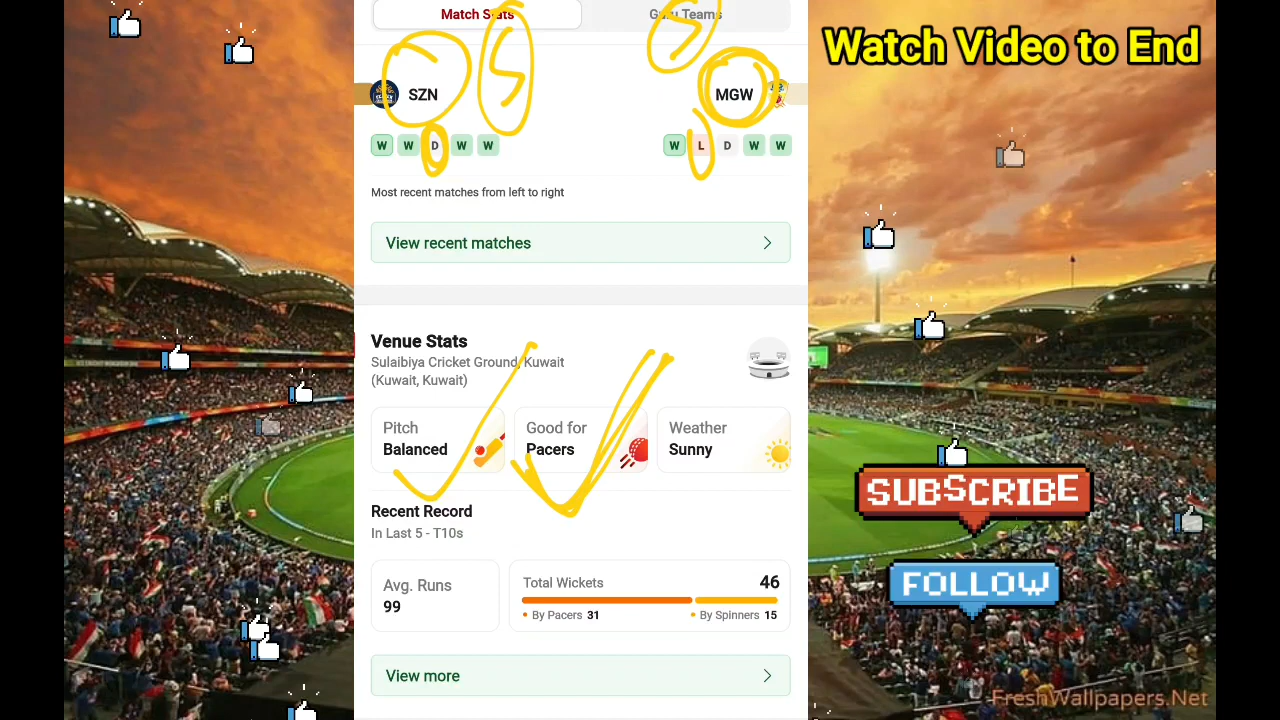 Match Stats
Guru Teams
Watch Video to End
SZN
MGW
W W D W W
W L D W W
Most recent matches from left to right
View recent matches
Venue Stats
Sulaibiya Cricket Ground, Kuwait
(Kuwait, Kuwait)
Pitch
Balanced
Good for
Pacers
Weather
Sunny
Recent Record
In Last 5 - T10s
Avg. Runs
99
Total Wickets 46
• By Pacers 31
• By Spinners 15
View more
SUBSCRIBE
FOLLOW
FreshWallpapers.Net